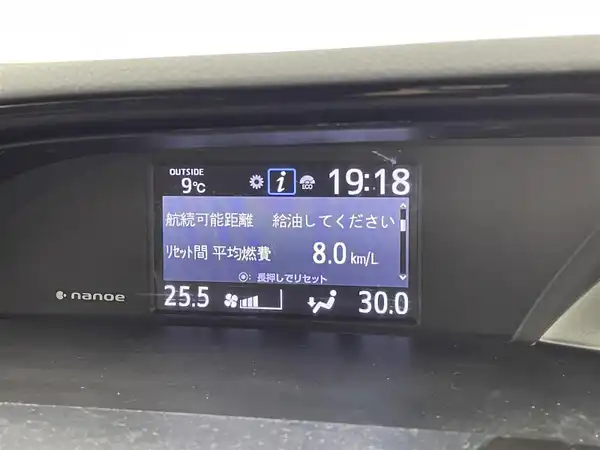 OUTSIDE
9℃
i
ECO
19:18
航続可能距離 給油してください
ﾘｾｯﾄ間 平均燃費 8.0 km/L
◉: 長押しでリセット
nanoe
25.5
30.0